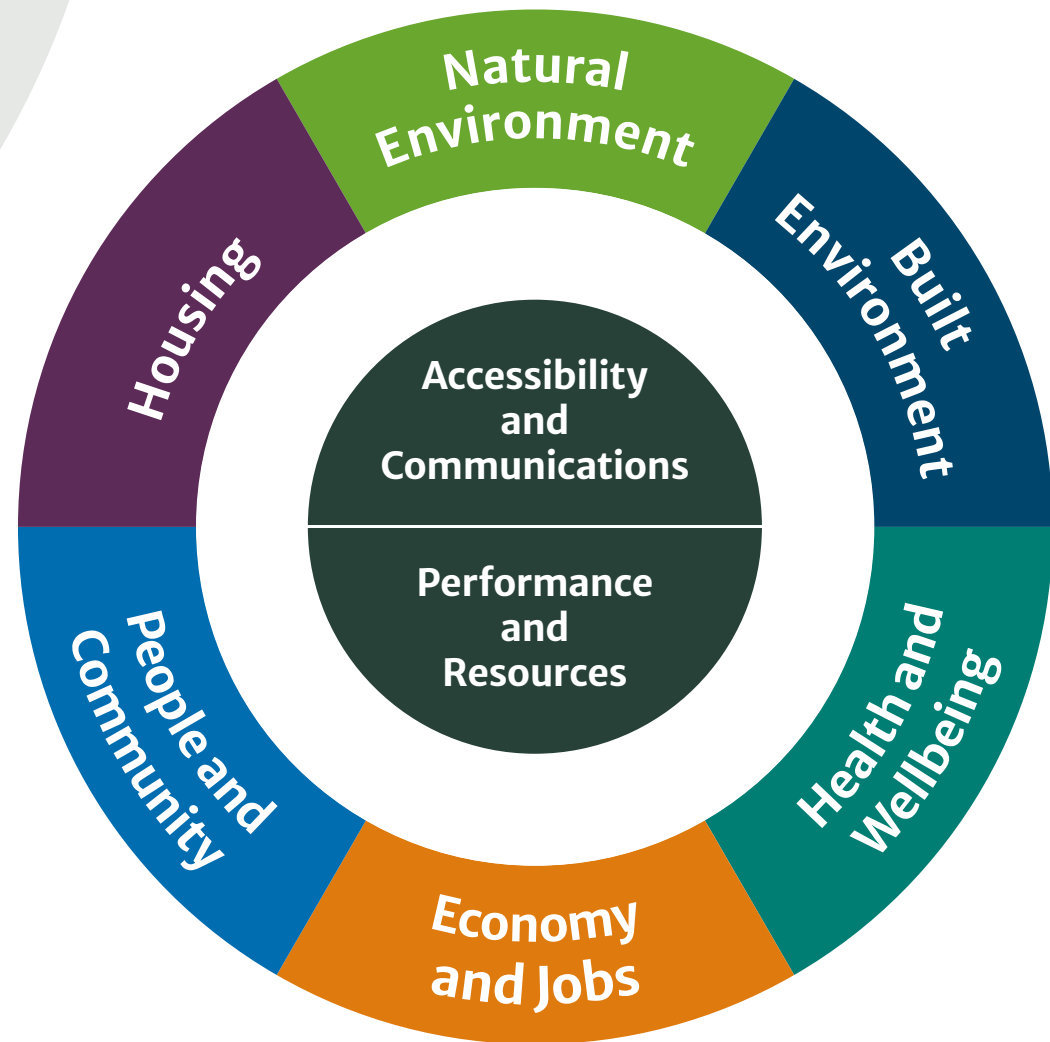 Natural
Environment
Built
Environment
Health and
Wellbeing
Economy
and Jobs
People and
Community
Housing
Accessibility
and
Communications
Performance
and
Resources